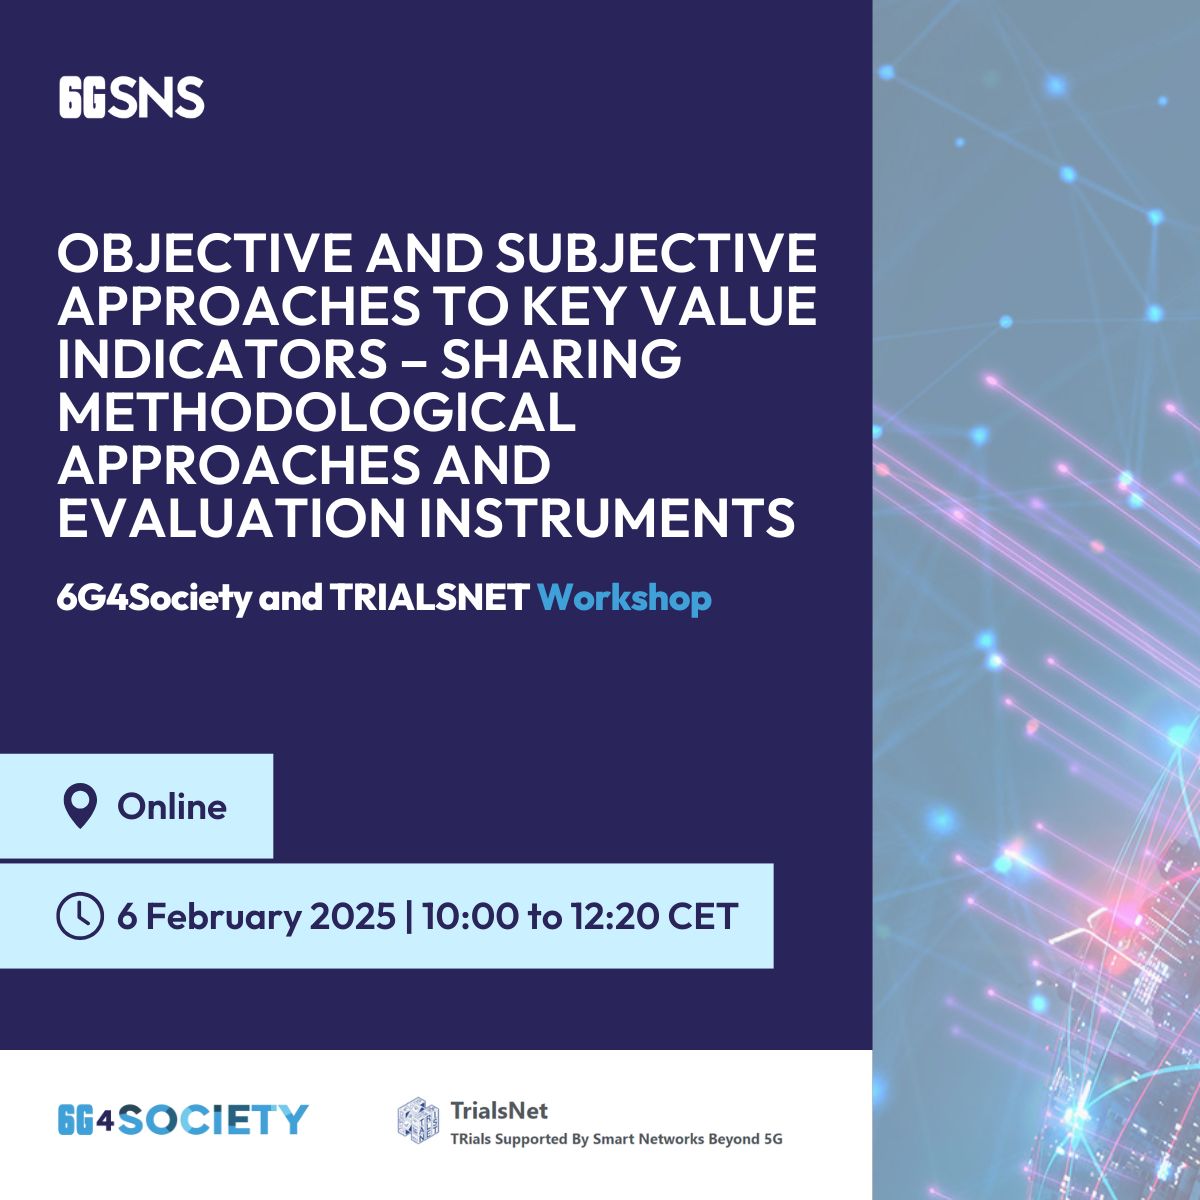 6GSNS
OBJECTIVE AND SUBJECTIVE
APPROACHES TO KEY VALUE
INDICATORS – SHARING
METHODOLOGICAL
APPROACHES AND
EVALUATION INSTRUMENTS
6G4Society and TRIALSNET Workshop
Online
6 February 2025 | 10:00 to 12:20 CET
6G4SOCIETY
TrialsNet
TRials Supported By Smart Networks Beyond 5G